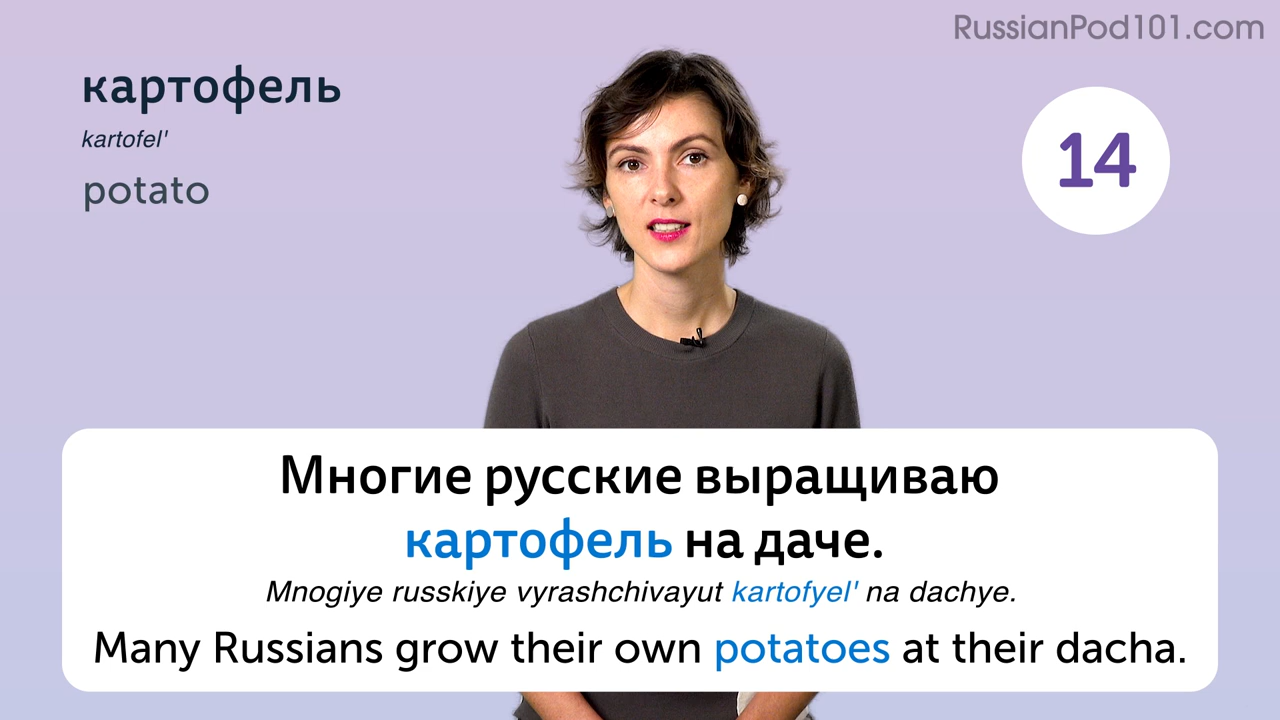 RussianPod101.com
картофель
kartofel'
potato
14
Многие русские выращиваю
картофель на даче.
Mnogiye russkiye vyrashchivayut kartofyel' na dachye.
Many Russians grow their own potatoes at their dacha.